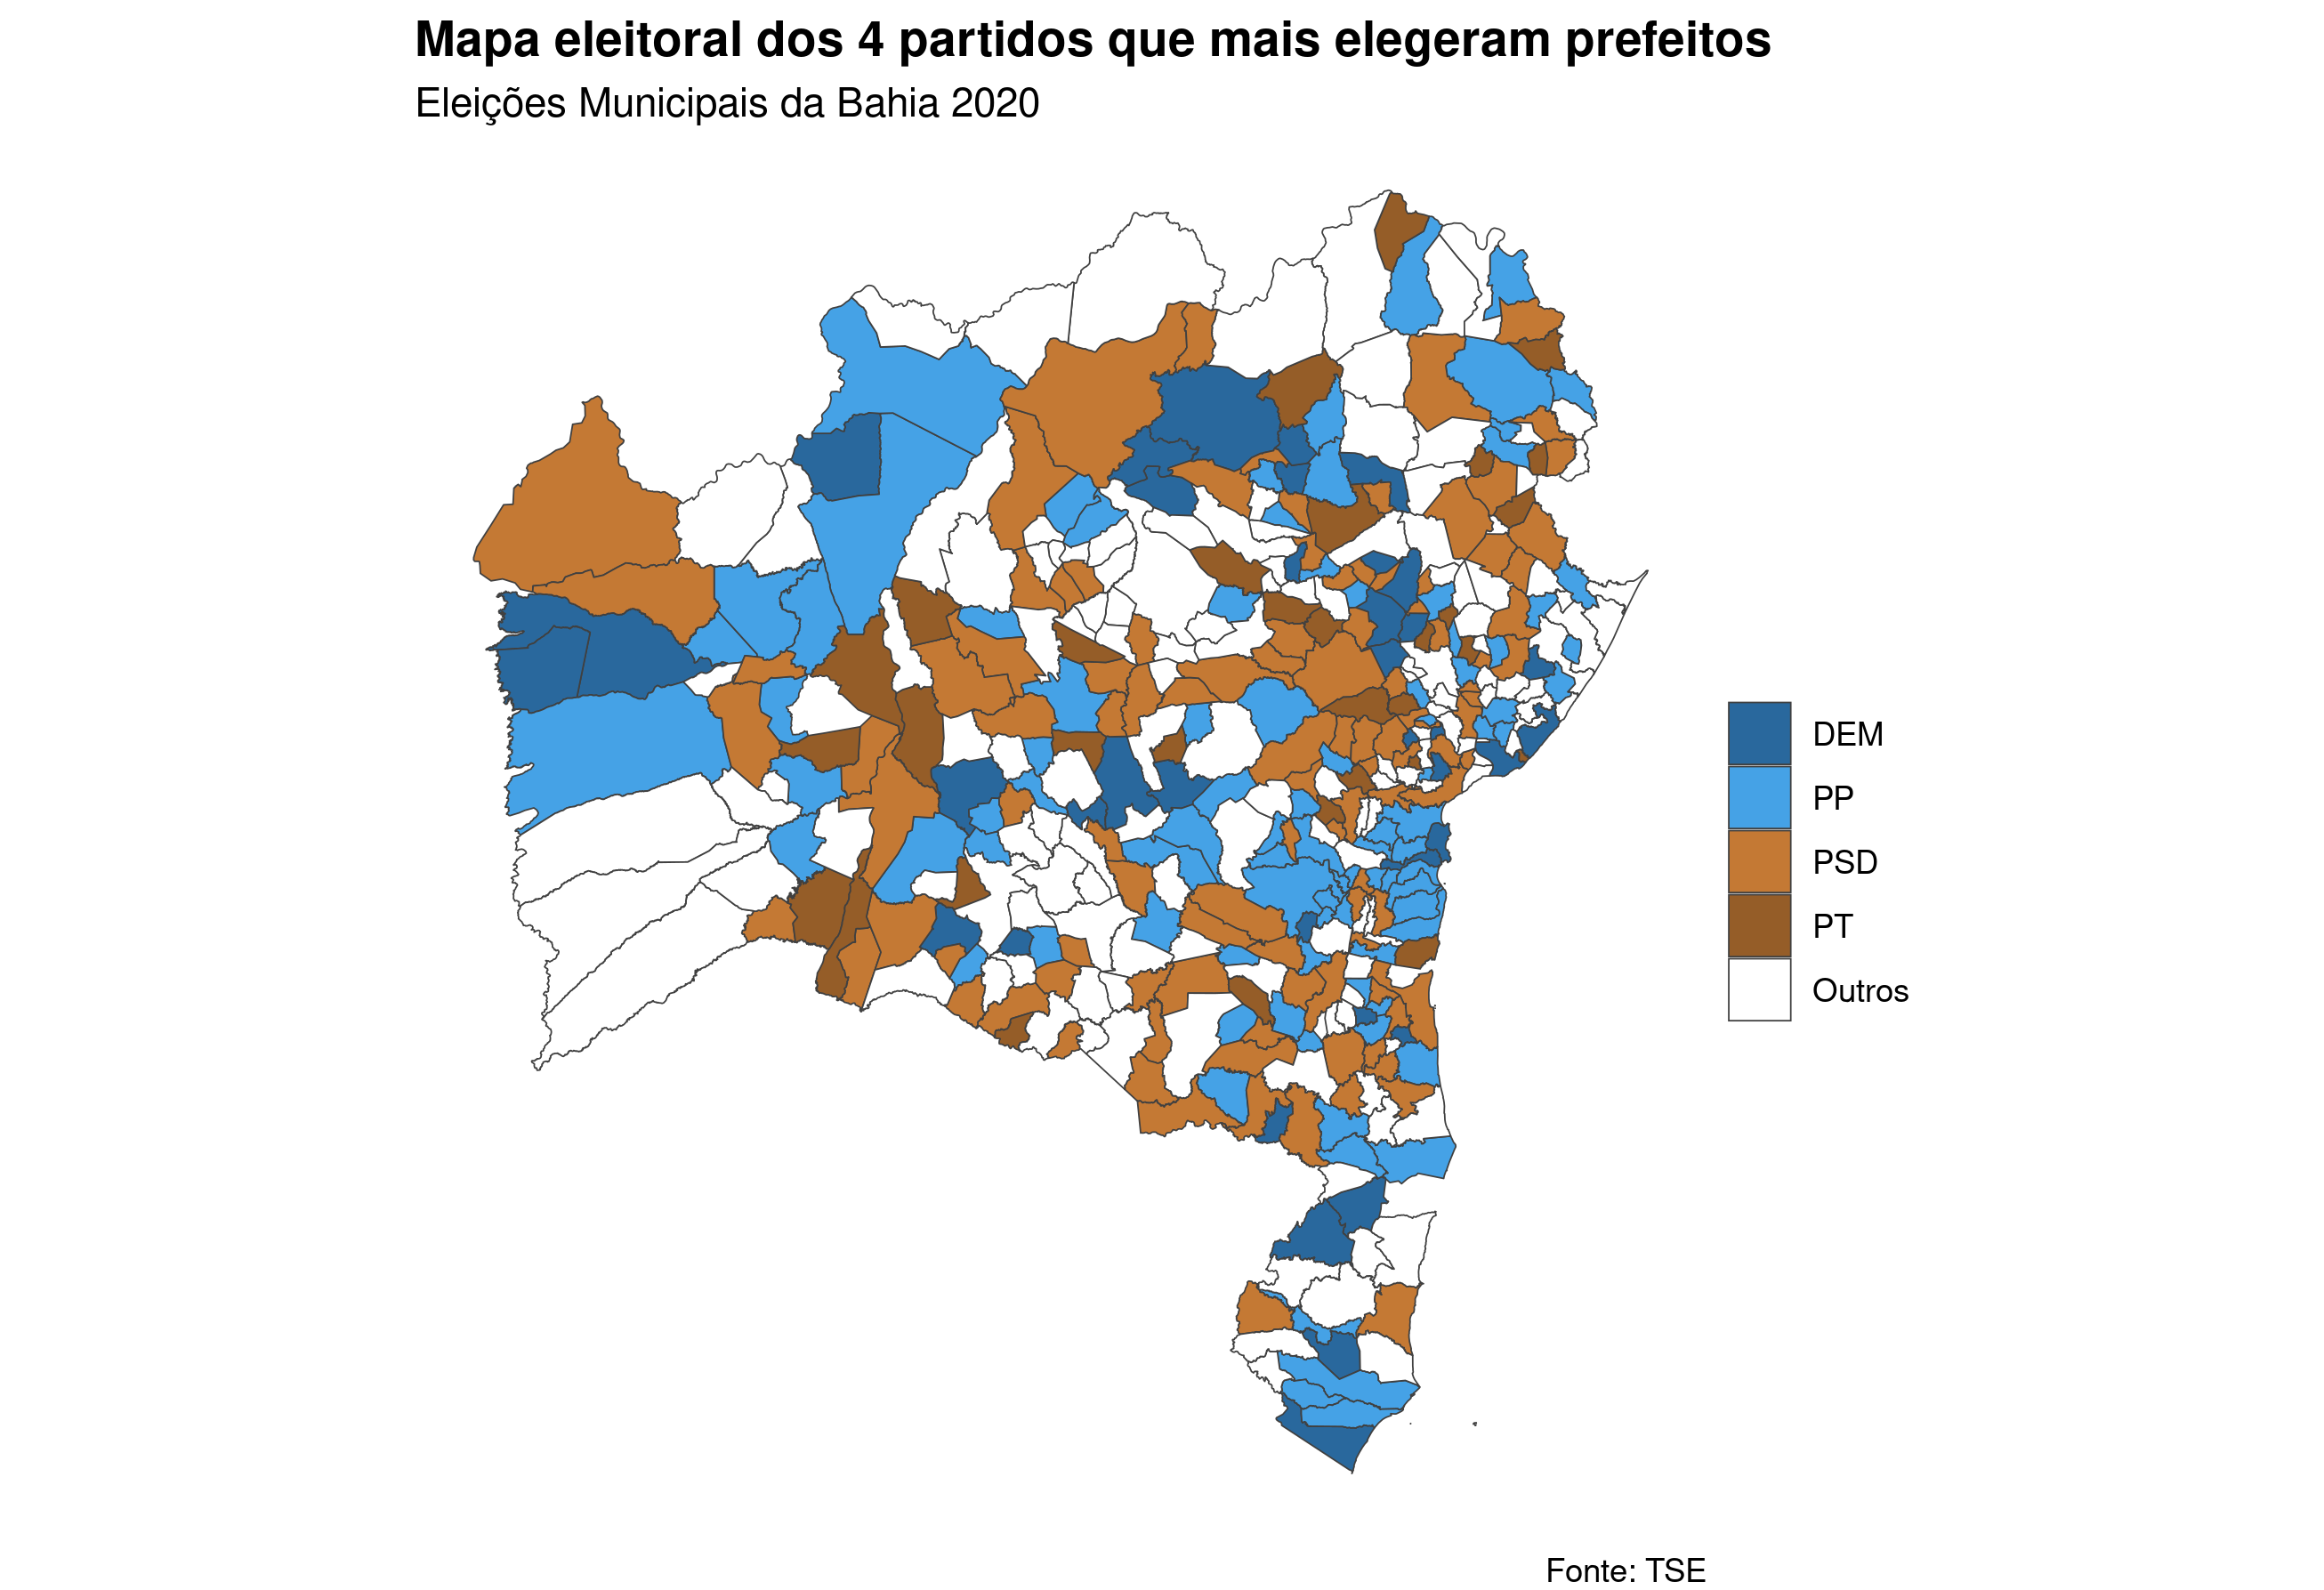 Mapa eleitoral dos 4 partidos que mais elegeram prefeitos
Eleições Municipais da Bahia 2020
DEM
PP
PSD
PT
Outros
Fonte: TSE